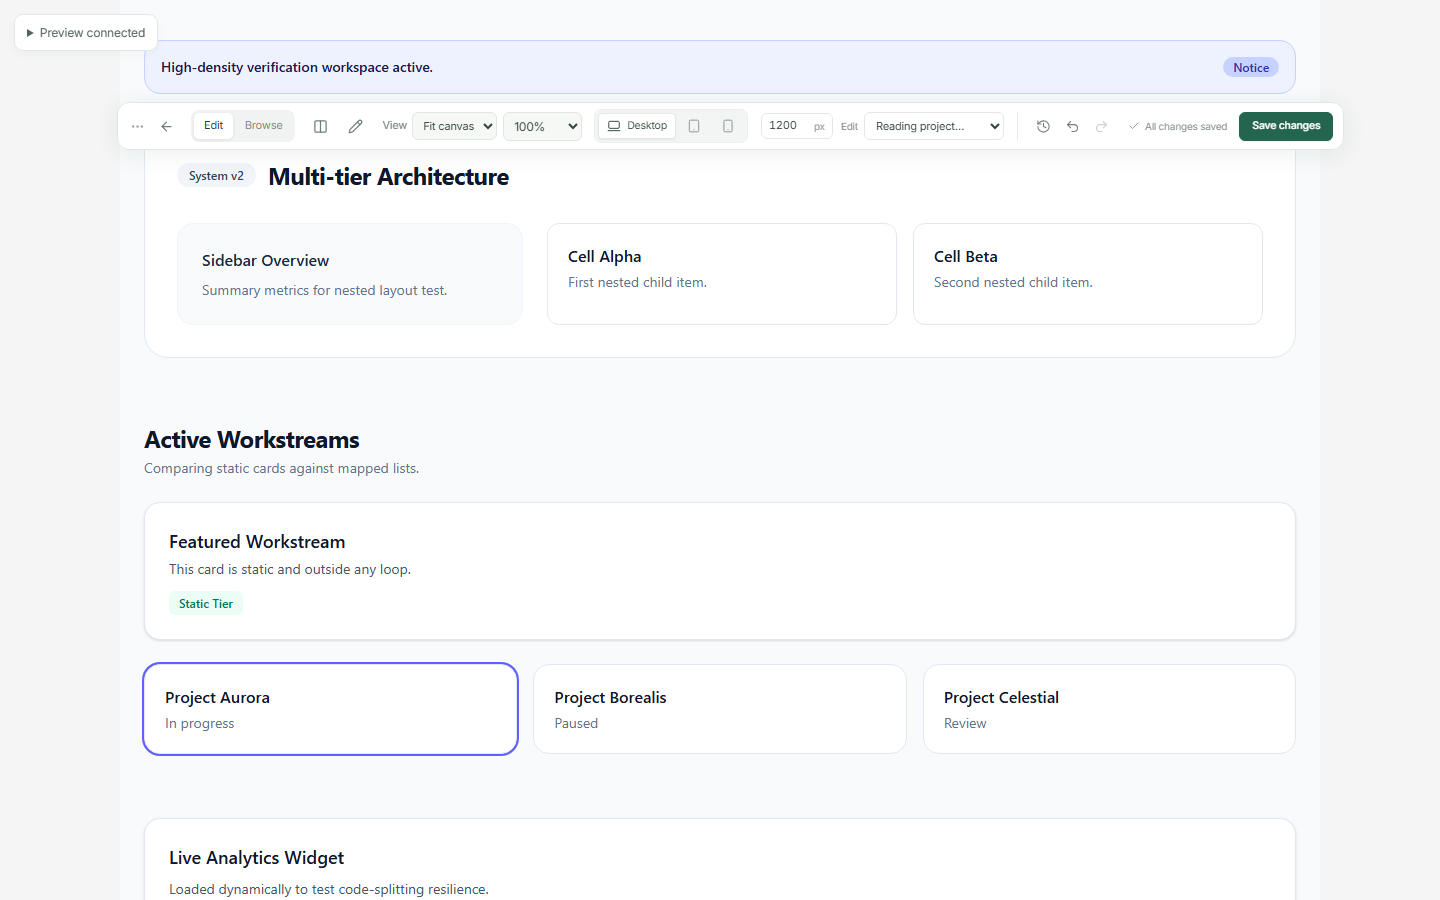 Preview connected
High-density verification workspace active.
Notice
Edit
Browse
View
Fit canvas
100%
Desktop
1200 px
Edit
Reading project...
All changes saved
Save changes
System v2
Multi-tier Architecture
Sidebar Overview
Summary metrics for nested layout test.
Cell Alpha
First nested child item.
Cell Beta
Second nested child item.
Active Workstreams
Comparing static cards against mapped lists.
Featured Workstream
This card is static and outside any loop.
Static Tier
Project Aurora
In progress
Project Borealis
Paused
Project Celestial
Review
Live Analytics Widget
Loaded dynamically to test code-splitting resilience.